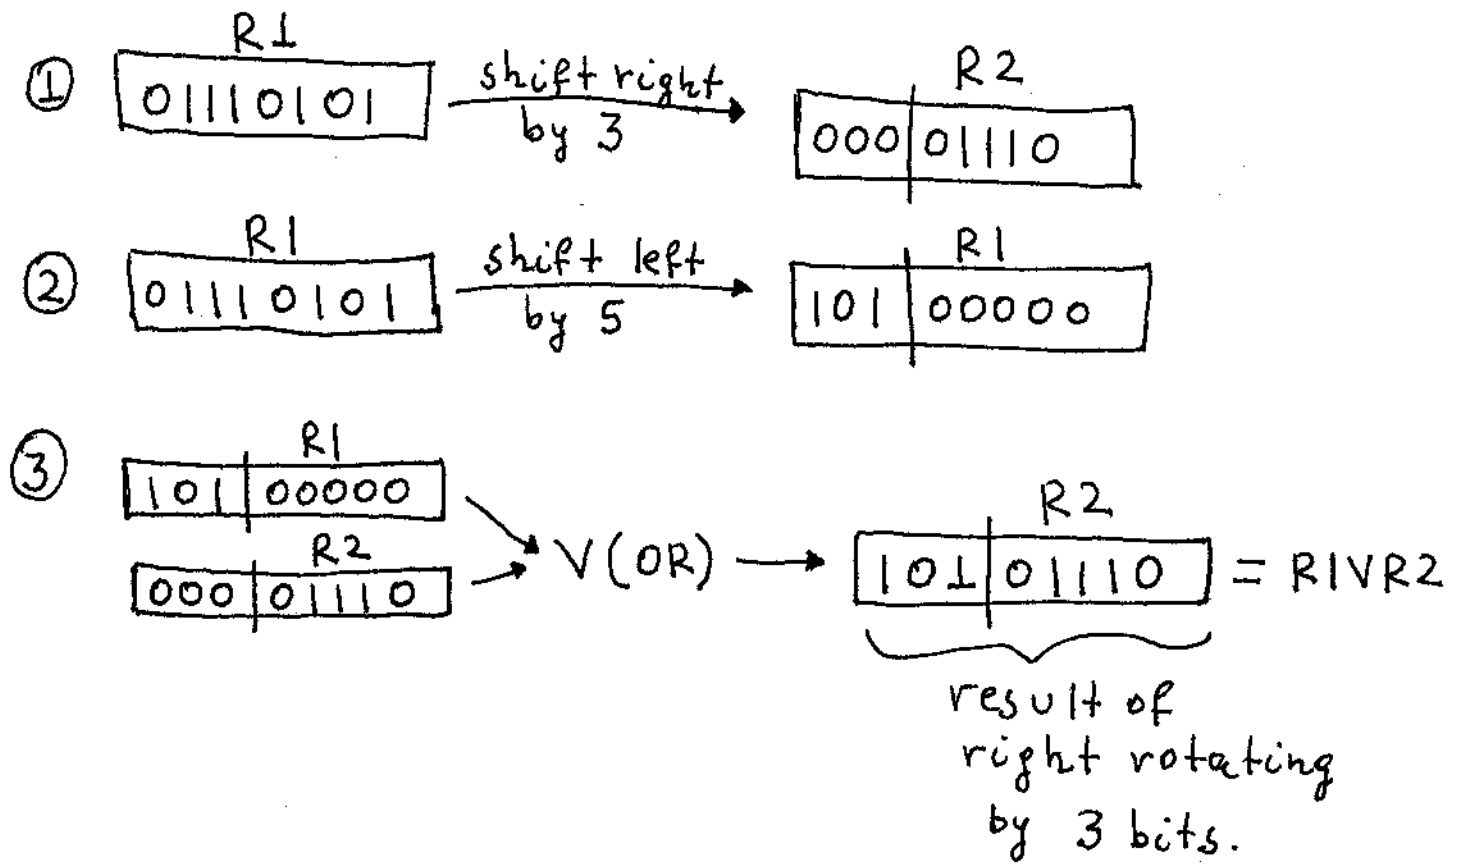 ① R1
01110101 shift right by 3 R2
000|01110
② R1
01110101 shift left by 5 R1
101|00000
③ R1
101|00000
R2
000|01110
V(OR) R2
101|01110 = R1VR2
result of
right rotating
by 3 bits.